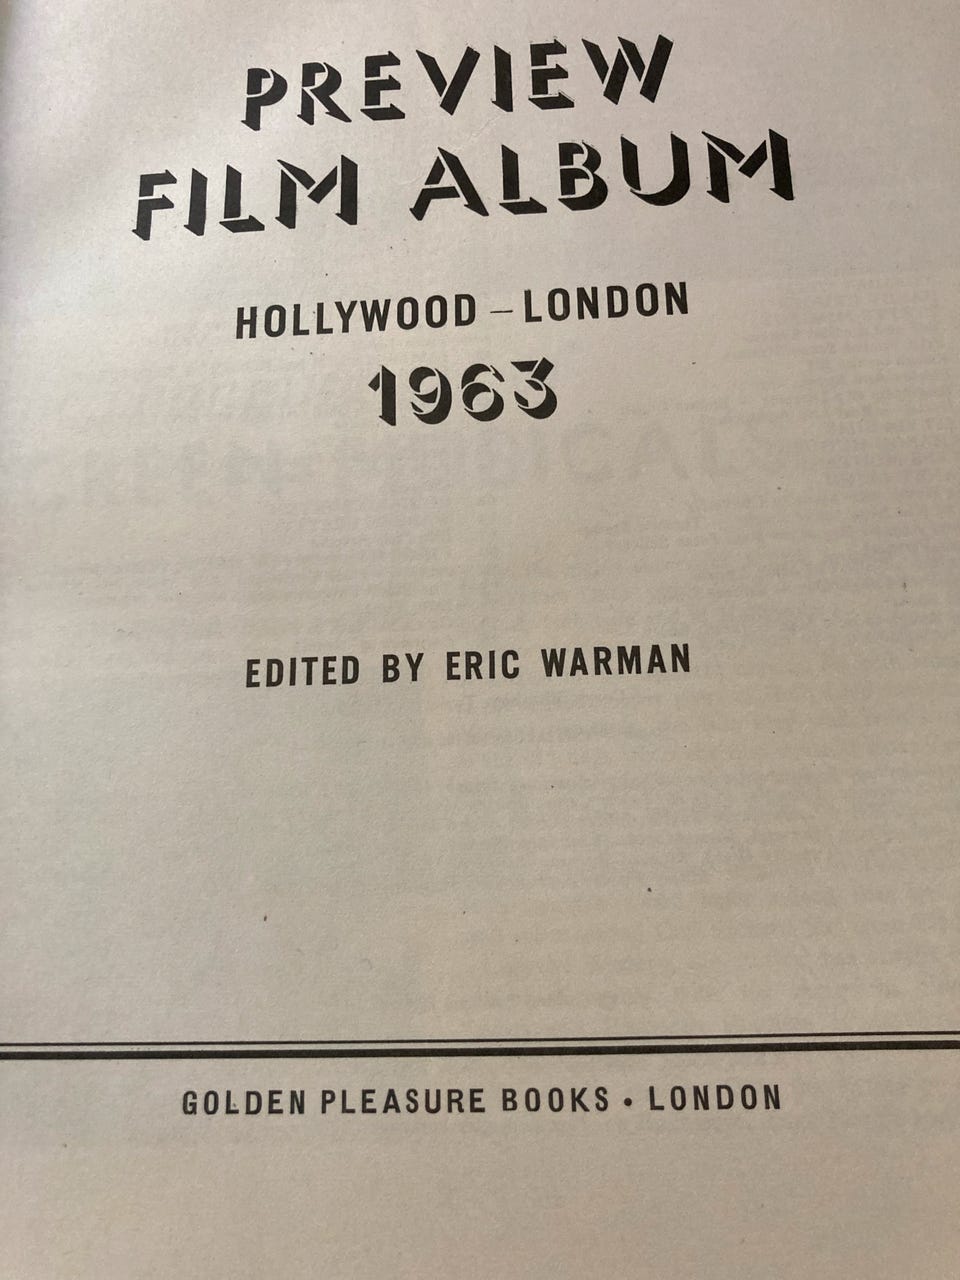 PREVIEW
FILM ALBUM
HOLLYWOOD – LONDON
1963
EDITED BY ERIC WARMAN
GOLDEN PLEASURE BOOKS • LONDON